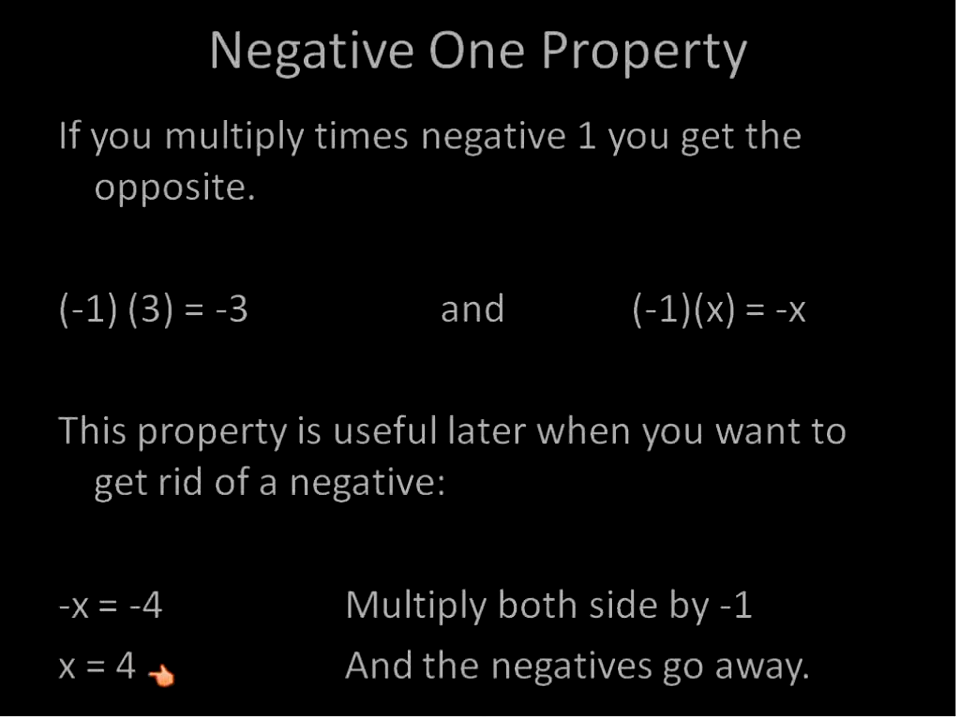 Negative One Property
If you multiply times negative 1 you get the
opposite.
(-1) (3) = -3 and (-1)(x) = -x
This property is useful later when you want to
get rid of a negative:
-x = -4 Multiply both side by -1
x = 4 And the negatives go away.